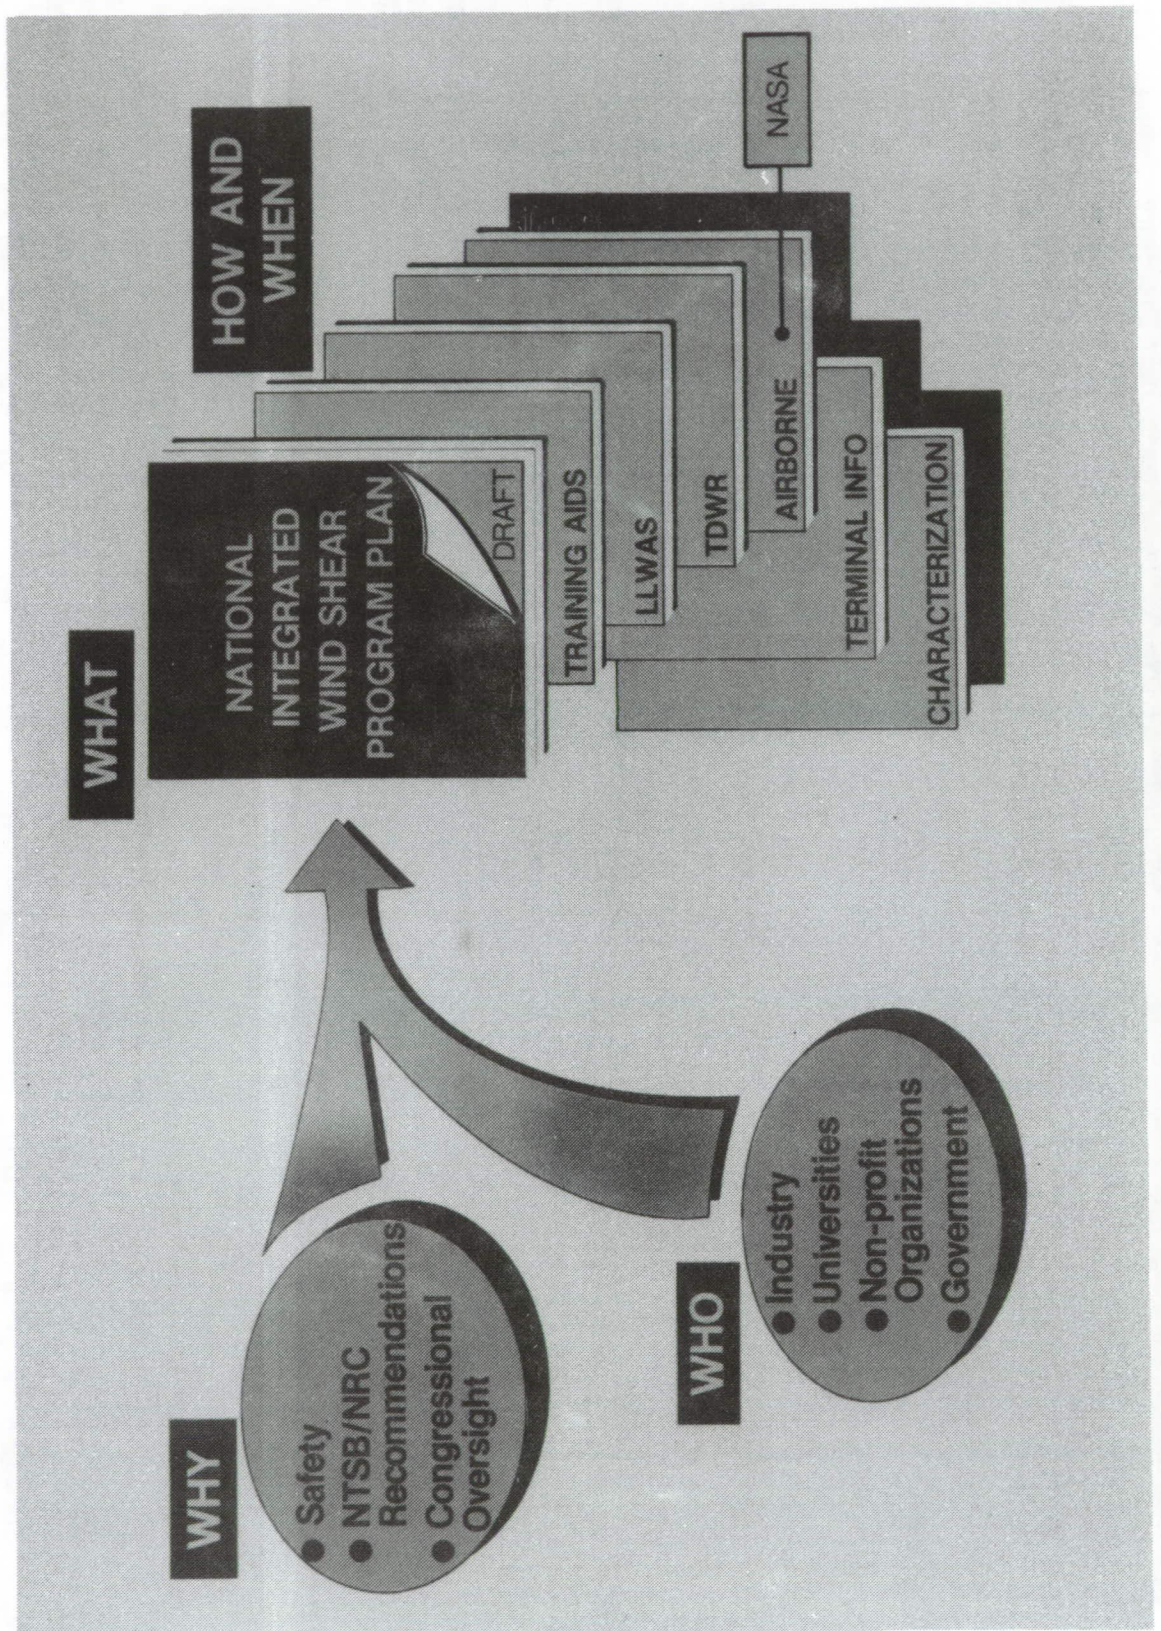 WHY
● Safety
● NTSB/NRC
Recommendations
● Congressional
Oversight
WHO
● Industry
● Universities
● Non-profit
Organizations
● Government
WHAT
NATIONAL
INTEGRATED
WIND SHEAR
PROGRAM PLAN
DRAFT
HOW AND
WHEN
TRAINING AIDS
LLWAS
TDWR
AIRBORNE
NASA
TERMINAL INFO
CHARACTERIZATION